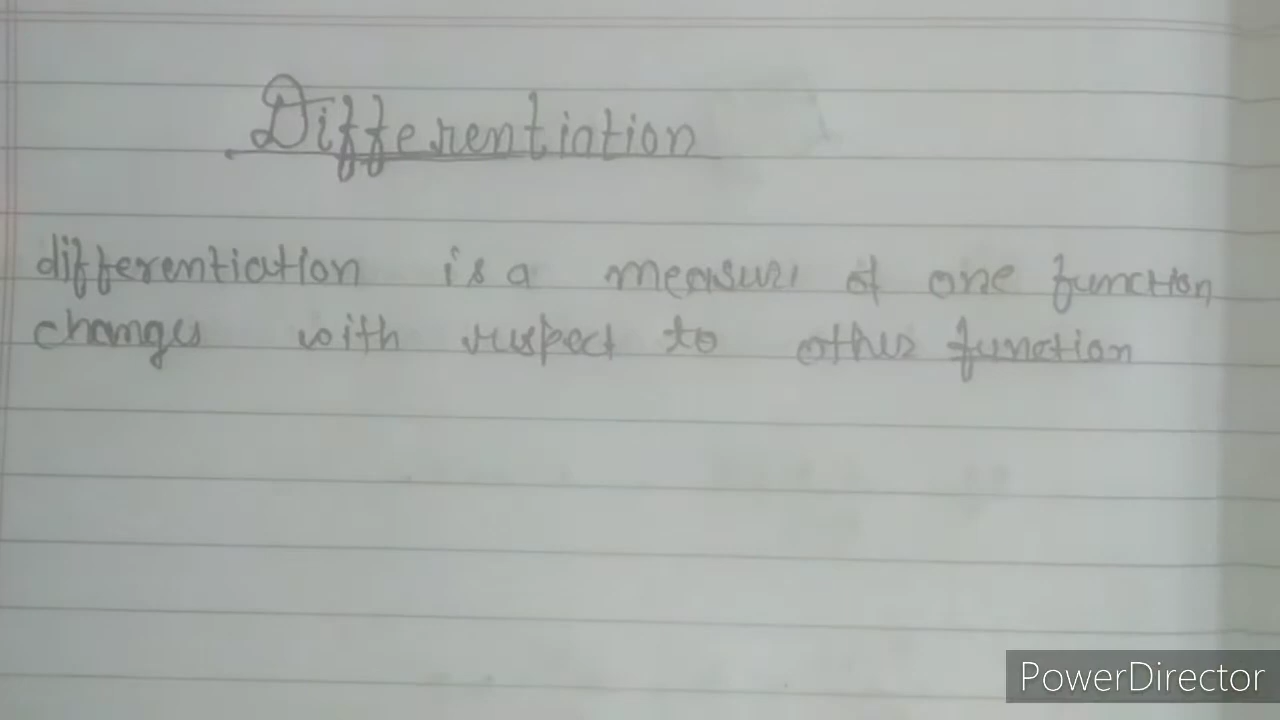 Differentiation
differentiation is a measure of one function
changes with respect to other function
PowerDirector